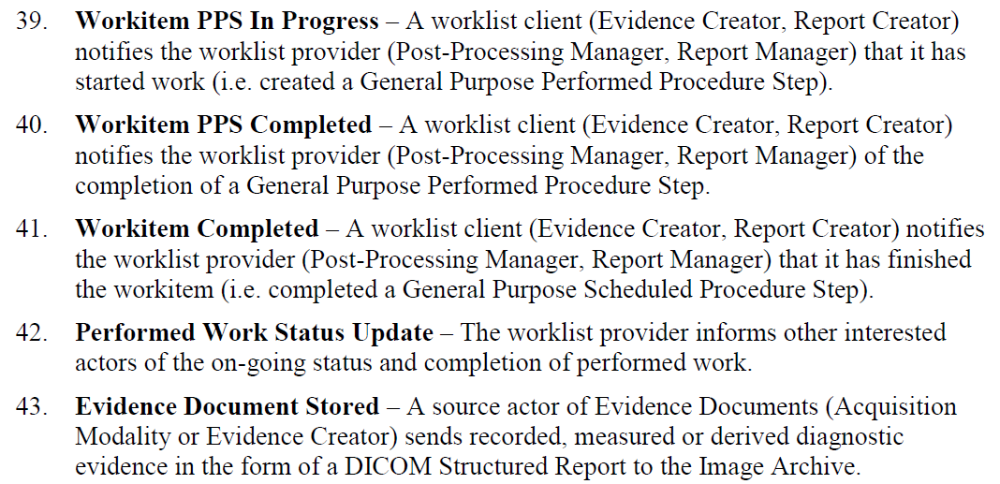 39. Workitem PPS In Progress – A worklist client (Evidence Creator, Report Creator)
notifies the worklist provider (Post-Processing Manager, Report Manager) that it has
started work (i.e. created a General Purpose Performed Procedure Step).
40. Workitem PPS Completed – A worklist client (Evidence Creator, Report Creator)
notifies the worklist provider (Post-Processing Manager, Report Manager) of the
completion of a General Purpose Performed Procedure Step.
41. Workitem Completed – A worklist client (Evidence Creator, Report Creator) notifies
the worklist provider (Post-Processing Manager, Report Manager) that it has finished
the workitem (i.e. completed a General Purpose Scheduled Procedure Step).
42. Performed Work Status Update – The worklist provider informs other interested
actors of the on-going status and completion of performed work.
43. Evidence Document Stored – A source actor of Evidence Documents (Acquisition
Modality or Evidence Creator) sends recorded, measured or derived diagnostic
evidence in the form of a DICOM Structured Report to the Image Archive.